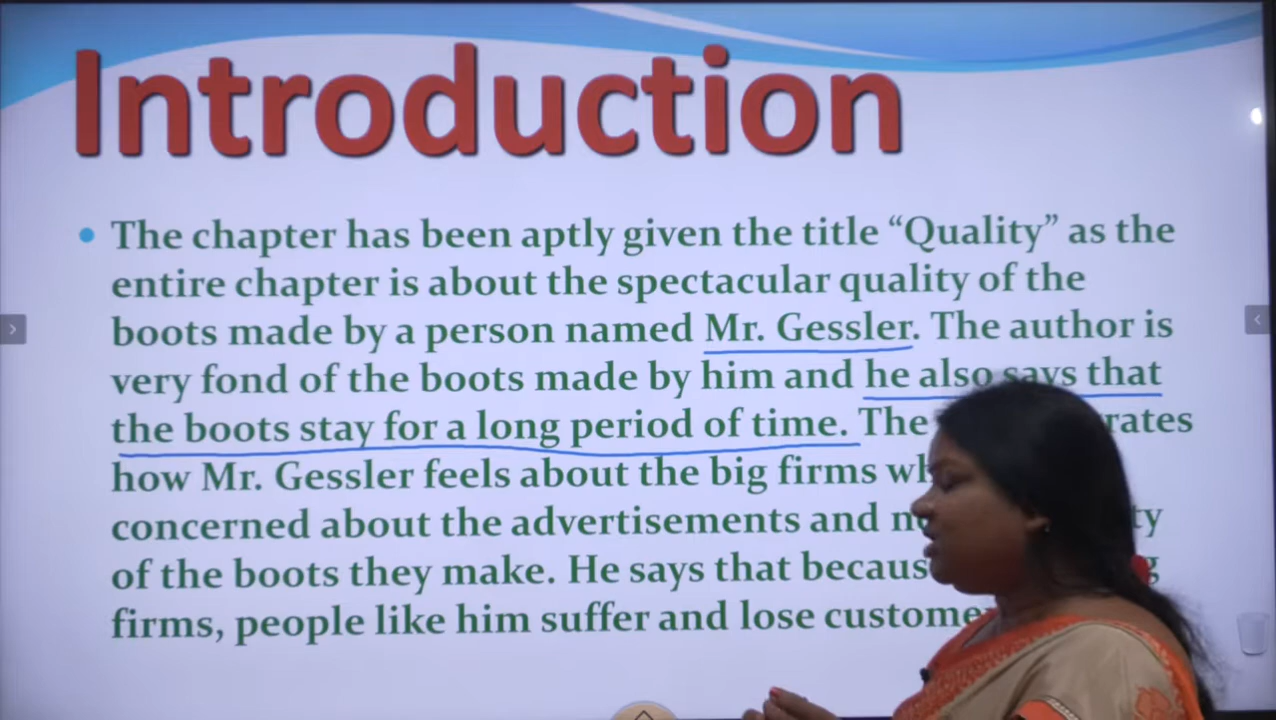 Introduction
The chapter has been aptly given the title “Quality” as the
entire chapter is about the spectacular quality of the
boots made by a person named Mr. Gessler. The author is
very fond of the boots made by him and he also says that
the boots stay for a long period of time. The
how Mr. Gessler feels about the big firms
concerned about the advertisements and
of the boots they make. He says that
firms, people like him suffer and lose